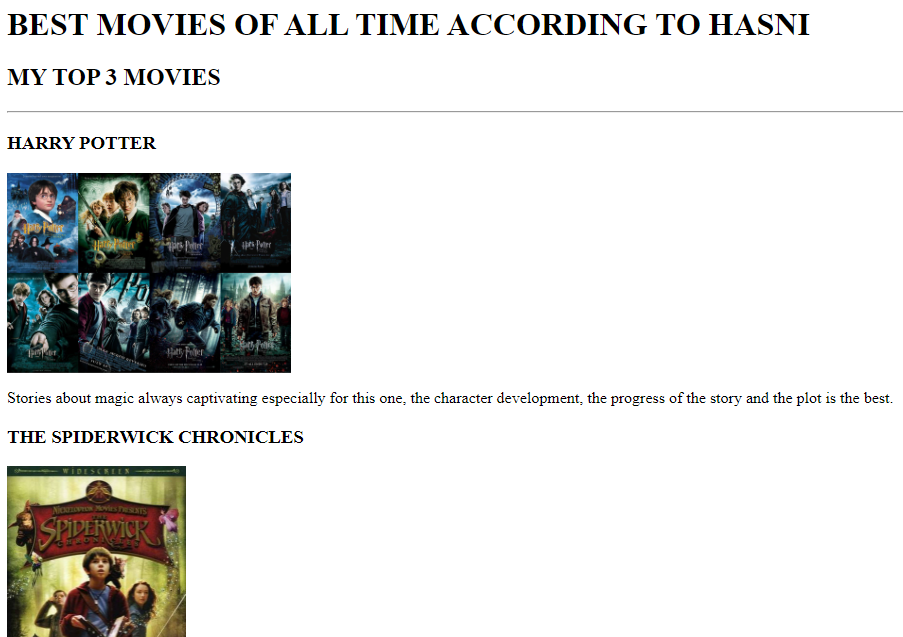 BEST MOVIES OF ALL TIME ACCORDING TO HASNI
MY TOP 3 MOVIES
HARRY POTTER
Harry Potter
Harry Potter
Harry Potter
Harry Potter
Harry Potter
Harry Potter
Stories about magic always captivating especially for this one, the character development, the progress of the story and the plot is the best.
THE SPIDERWICK CHRONICLES
WIDESCREEN
NICKELODEON MOVIES PRESENTS
THE
SPIDERWICK
CHRONICLES